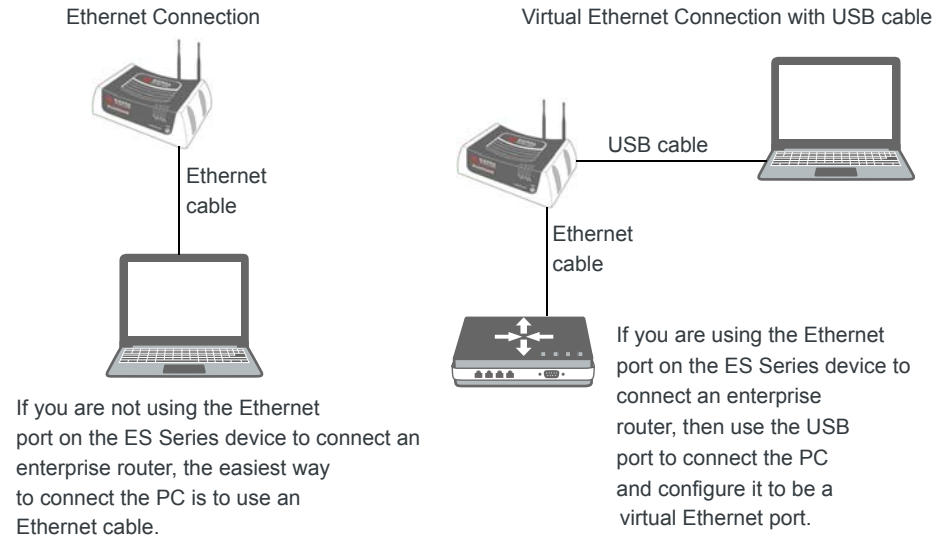 Ethernet Connection
Ethernet
cable
If you are not using the Ethernet
port on the ES Series device to connect an
enterprise router, the easiest way
to connect the PC is to use an
Ethernet cable.
Virtual Ethernet Connection with USB cable
USB cable
Ethernet
cable
If you are using the Ethernet
port on the ES Series device to
connect an enterprise
router, then use the USB
port to connect the PC
and configure it to be a
virtual Ethernet port.